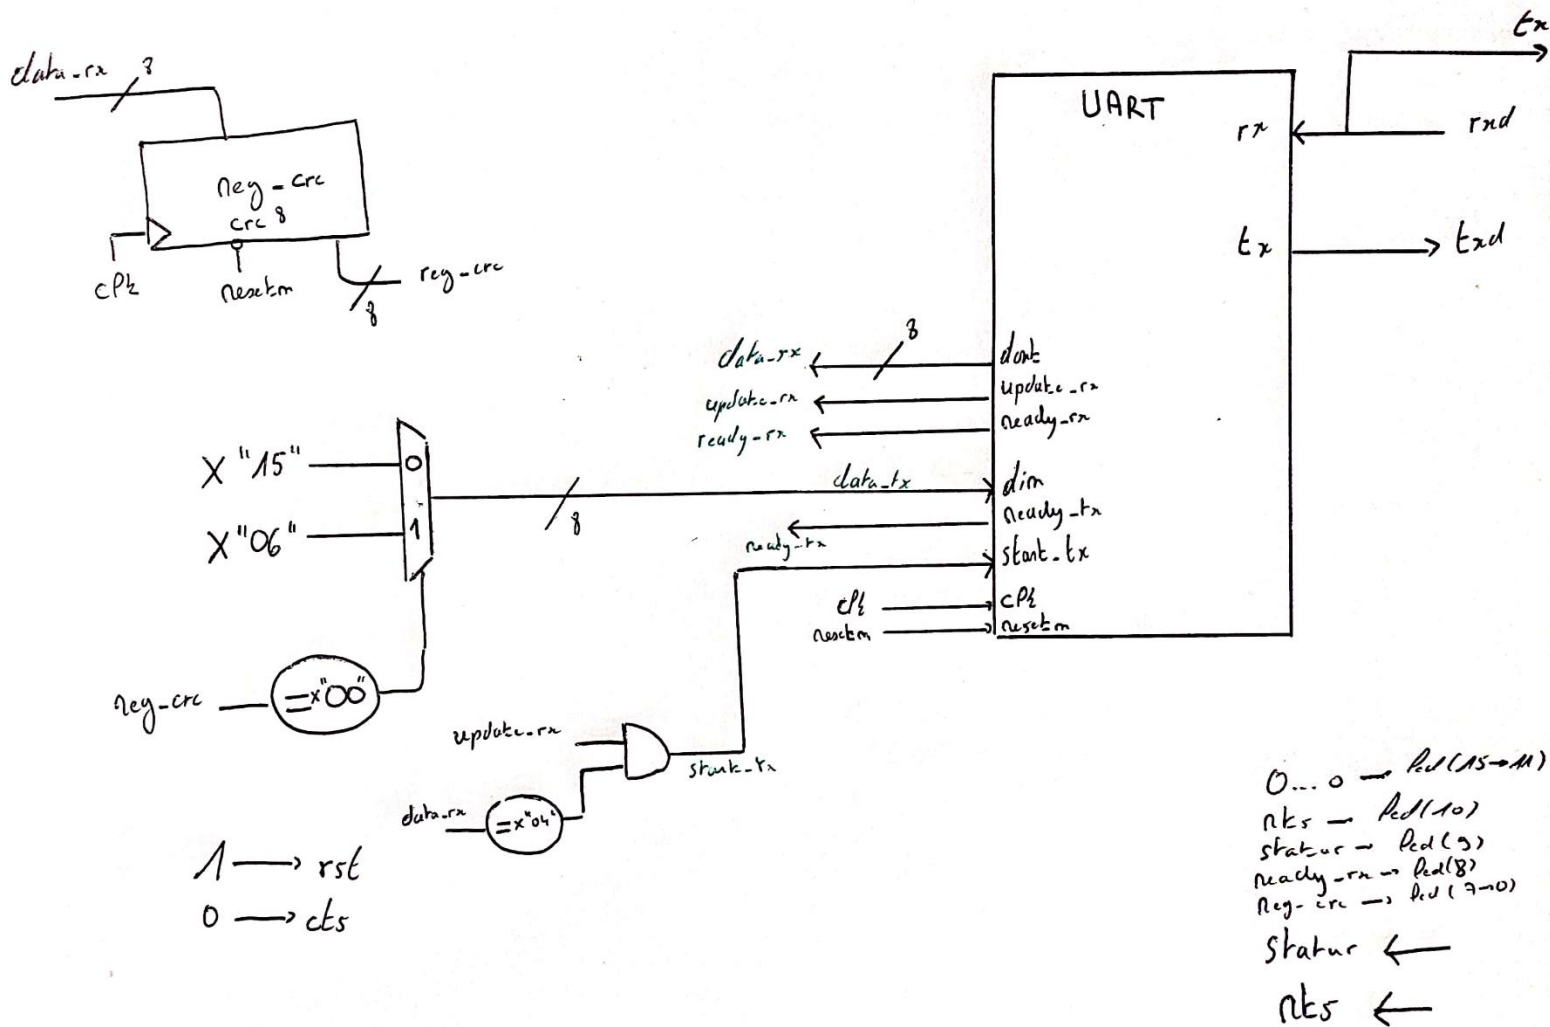 data_rx
8
reg_crc
crc 8
clk
resetn
8
reg_crc
X"15"
X"06"
0
1
8
reg_crc
=x"00"
update_rx
start_tx
data_rx
=x"04"
1 → rst
0 → cts
UART
tx
rx
rxd
tx
txd
data_rx
8
dout
update_rx
update_rx
ready_rx
ready_rx
data_tx
din
ready_tx
ready_tx
start_tx
clk
clk
resetn
resetn
0...0 → led(15→11)
rts → led(10)
status → led(9)
ready_rx → led(8)
reg_crc → led(7→0)
status ←
rts ←